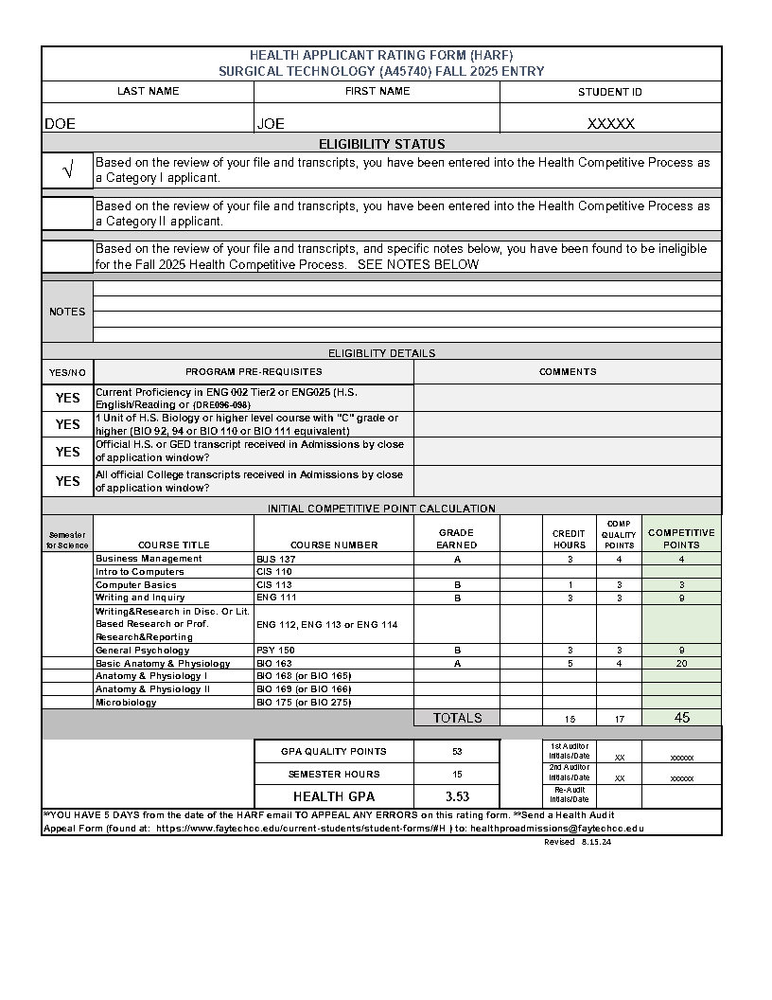 HEALTH APPLICANT RATING FORM (HARF)
SURGICAL TECHNOLOGY (A45740) FALL 2025 ENTRY
LAST NAME FIRST NAME STUDENT ID
DOE JOE XXXXX
ELIGIBILITY STATUS
√ Based on the review of your file and transcripts, you have been entered into the Health Competitive Process as
a Category I applicant.
Based on the review of your file and transcripts, you have been entered into the Health Competitive Process as
a Category II applicant.
Based on the review of your file and transcripts, and specific notes below, you have been found to be ineligible
for the Fall 2025 Health Competitive Process. SEE NOTES BELOW
NOTES
ELIGIBLITY DETAILS
YES/NO PROGRAM PRE-REQUISITES COMMENTS
YES Current Proficiency in ENG 002 Tier2 or ENG025 (H.S.
English/Reading or (DRE096-098)
YES 1 Unit of H.S. Biology or higher level course with "C" grade or
higher (BIO 92, 94 or BIO 110 or BIO 111 equivalent)
YES Official H.S. or GED transcript received in Admissions by close
of application window?
YES All official College transcripts received in Admissions by close
of application window?
INITIAL COMPETITIVE POINT CALCULATION
Semester
for Science COURSE TITLE COURSE NUMBER GRADE
EARNED CREDIT
HOURS COMP
QUALITY
POINTS COMPETITIVE
POINTS
Business Management BUS 137 A 3 4 4
Intro to Computers CIS 110
Computer Basics CIS 113 B 1 3 3
Writing and Inquiry ENG 111 B 3 3 9
Writing&Research in Disc. Or Lit.
Based Research or Prof.
Research&Reporting ENG 112, ENG 113 or ENG 114
General Psychology PSY 150 B 3 3 9
Basic Anatomy & Physiology BIO 163 A 5 4 20
Anatomy & Physiology I BIO 168 (or BIO 165)
Anatomy & Physiology II BIO 169 (or BIO 166)
Microbiology BIO 175 (or BIO 275)
TOTALS 15 17 45
GPA QUALITY POINTS 53 1st Auditor
Initials/Date xx xxxxxx
SEMESTER HOURS 15 2nd Auditor
Initials/Date xx xxxxxx
HEALTH GPA 3.53 Re-Audit
Initials/Date
**YOU HAVE 5 DAYS from the date of the HARF email TO APPEAL ANY ERRORS on this rating form. **Send a Health Audit
Appeal Form (found at: https://www.faytechcc.edu/current-students/student-forms/#H ) to: healthproadmissions@faytechcc.edu
Revised 8.15.24